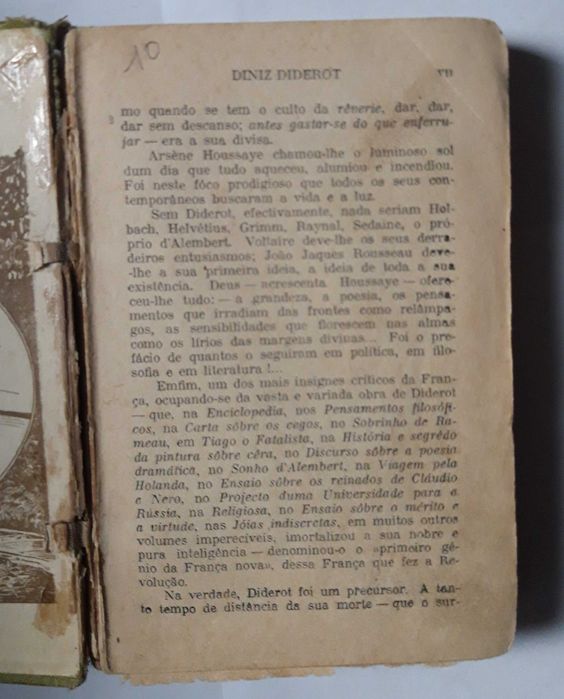 10
DINIZ DIDEROT VII
mo quando se tem o culto da rêverie, dar, dar,
dar sem descanso; antes gastar-se do que enferru-
jar — era a sua divisa.
Arsène Houssaye chamou-lhe o luminoso sol
dum dia que tudo aqueceu, alumiou e incendiou.
Foi neste fóco prodigioso que todos os seus con-
temporâneos buscaram a vida e a luz.
Sem Diderot, efectivamente, nada seriam Hol-
bach, Helvétius, Grimm, Raynal, Sedaine, o pró-
prio d'Alembert. Voltaire deve-lhe os seus derra-
deiros entusiasmos; João Jaques Rousseau deve-
-lhe a sua primeira ideia, a ideia de toda a sua
existência. Deus — acrescenta Houssaye — ofere-
ceu-lhe tudo: — a grandeza, a poesia, os pensa-
mentos que irradiam das frontes como relâmpa-
gos, as sensibilidades que florescem nas almas
como os lírios das margens divinas... Foi o pre-
fácio de quantos o seguiram em política, em filo-
sofia e em literatura!...
Emfim, um dos mais insignes críticos da Fran-
ça, ocupando-se da vasta e variada obra de Diderot
— que, na Enciclopedia, nos Pensamentos filosófi-
cos, na Carta sôbre os cegos, no Sobrinho de Ra-
meau, em Tiago o Fatalista, na História e segrêdo
da pintura sôbre cêra, no Discurso sôbre a poesia
dramática, no Sonho d'Alembert, na Viagem pela
Holanda, no Ensaio sôbre os reinados de Cláudio
e Nero, no Projecto duma Universidade para a
Rússia, na Religiosa, no Ensaio sôbre o mérito e
a virtude, nas Jóias indiscretas, em muitos outros
volumes imperecíveis, imortalizou a sua nobre e
pura inteligência — denominou-o o «primeiro gé-
nio da França nova», dessa França que fez a Re-
volução.
Na verdade, Diderot foi um precursor. A tan-
to tempo de distância da sua morte — que o sur-